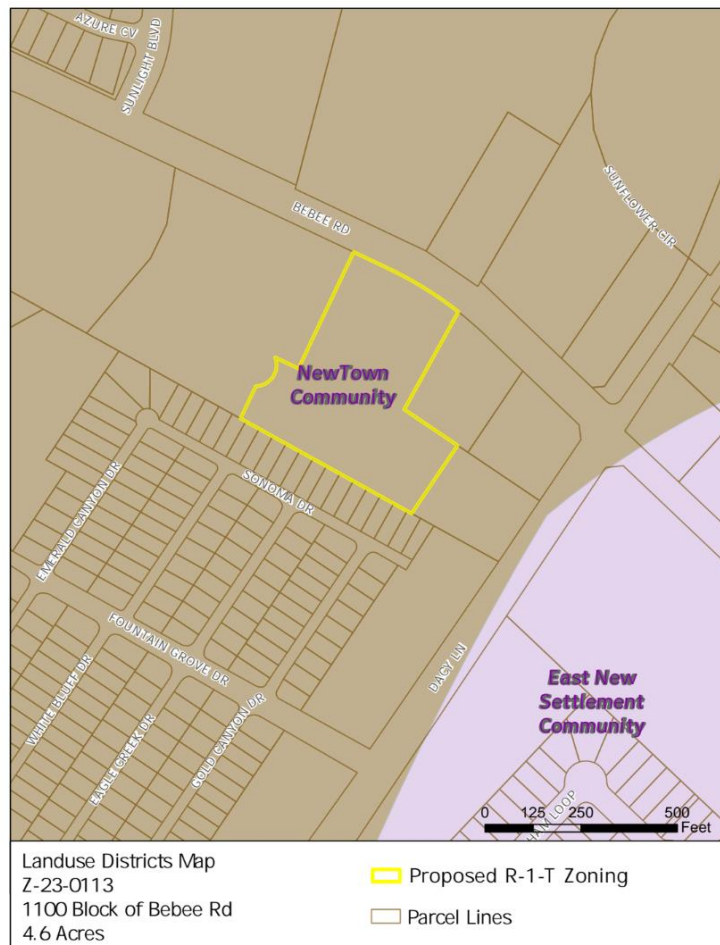 AZURE CV
SUNLIGHT BLVD
BEBEE RD
SUNFLOWER CIR
NewTown
Community
SONOMA DR
EMERALD CANYON DR
FOUNTAIN GROVE DR
WHITE BLUFF DR
EAGLE CREEK DR
GOLD CANYON DR
DACY LN
East New
Settlement
Community
HAM LOOP
0 125 250 500
Feet
Landuse Districts Map
Z-23-0113
1100 Block of Bebee Rd
4.6 Acres
Proposed R-1-T Zoning
Parcel Lines